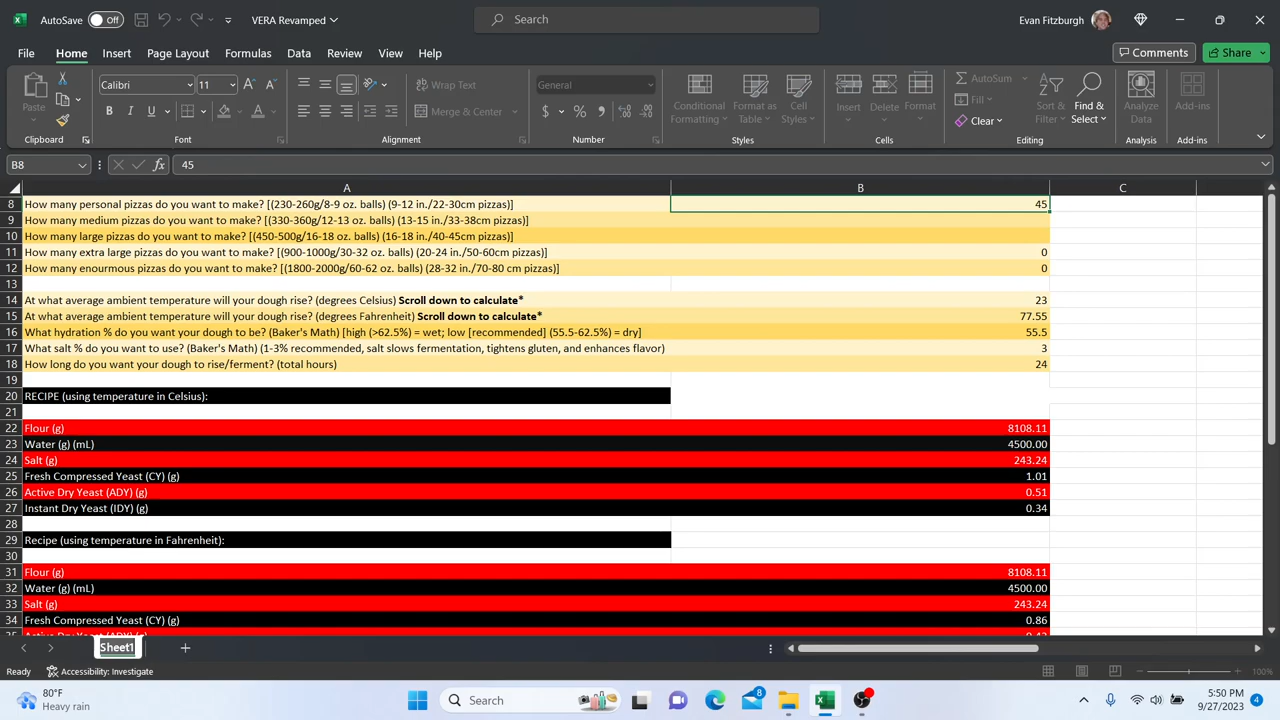 AutoSave Off VERA Revamped Search Evan Fitzburgh
File Home Insert Page Layout Formulas Data Review View Help Comments Share
Calibri 11 Wrap Text General AutoSum
Paste Merge & Center Conditional Formatting Format as Table Cell Styles Insert Delete Format Fill Clear Sort & Filter Find & Select Analyze Data Add-ins
Clipboard Font Alignment Number Styles Cells Editing Analysis Add-ins
B8 fx 45
A B C
8 How many personal pizzas do you want to make? [(230-260g/8-9 oz. balls) (9-12 in./22-30cm pizzas)] 45
9 How many medium pizzas do you want to make? [(330-360g/12-13 oz. balls) (13-15 in./33-38cm pizzas)]
10 How many large pizzas do you want to make? [(450-500g/16-18 oz. balls) (16-18 in./40-45cm pizzas)]
11 How many extra large pizzas do you want to make? [(900-1000g/30-32 oz. balls) (20-24 in./50-60cm pizzas)] 0
12 How many enourmous pizzas do you want to make? [(1800-2000g/60-62 oz. balls) (28-32 in./70-80 cm pizzas)] 0
13
14 At what average ambient temperature will your dough rise? (degrees Celsius) Scroll down to calculate* 23
15 At what average ambient temperature will your dough rise? (degrees Fahrenheit) Scroll down to calculate* 77.55
16 What hydration % do you want your dough to be? (Baker's Math) [high (>62.5%) = wet; low [recommended] (55.5-62.5%) = dry] 55.5
17 What salt % do you want to use? (Baker's Math) (1-3% recommended, salt slows fermentation, tightens gluten, and enhances flavor) 3
18 How long do you want your dough to rise/ferment? (total hours) 24
19
20 RECIPE (using temperature in Celsius):
21
22 Flour (g) 8108.11
23 Water (g) (mL) 4500.00
24 Salt (g) 243.24
25 Fresh Compressed Yeast (CY) (g) 1.01
26 Active Dry Yeast (ADY) (g) 0.51
27 Instant Dry Yeast (IDY) (g) 0.34
28
29 Recipe (using temperature in Fahrenheit):
30
31 Flour (g) 8108.11
32 Water (g) (mL) 4500.00
33 Salt (g) 243.24
34 Fresh Compressed Yeast (CY) (g) 0.86
35 Active Dry Yeast (ADY) (g) 0.43
Sheet1
Ready Accessibility: Investigate 100%
80°F
Heavy rain
Search
8
5:50 PM
9/27/2023
4